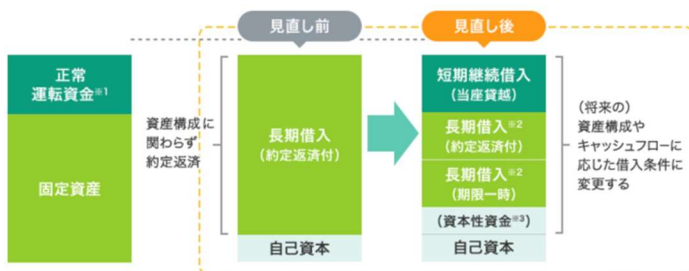 見直し前
見直し後
正常
運転資金※1
固定資産
資産構成に
関わらず
約定返済
長期借入
(約定返済付)
自己資本
短期継続借入
(当座貸越)
長期借入※2
(約定返済付)
長期借入※2
(期限一時)
(資本性資金※3)
自己資本
(将来の)
資産構成や
キャッシュフローに
応じた借入条件に
変更する